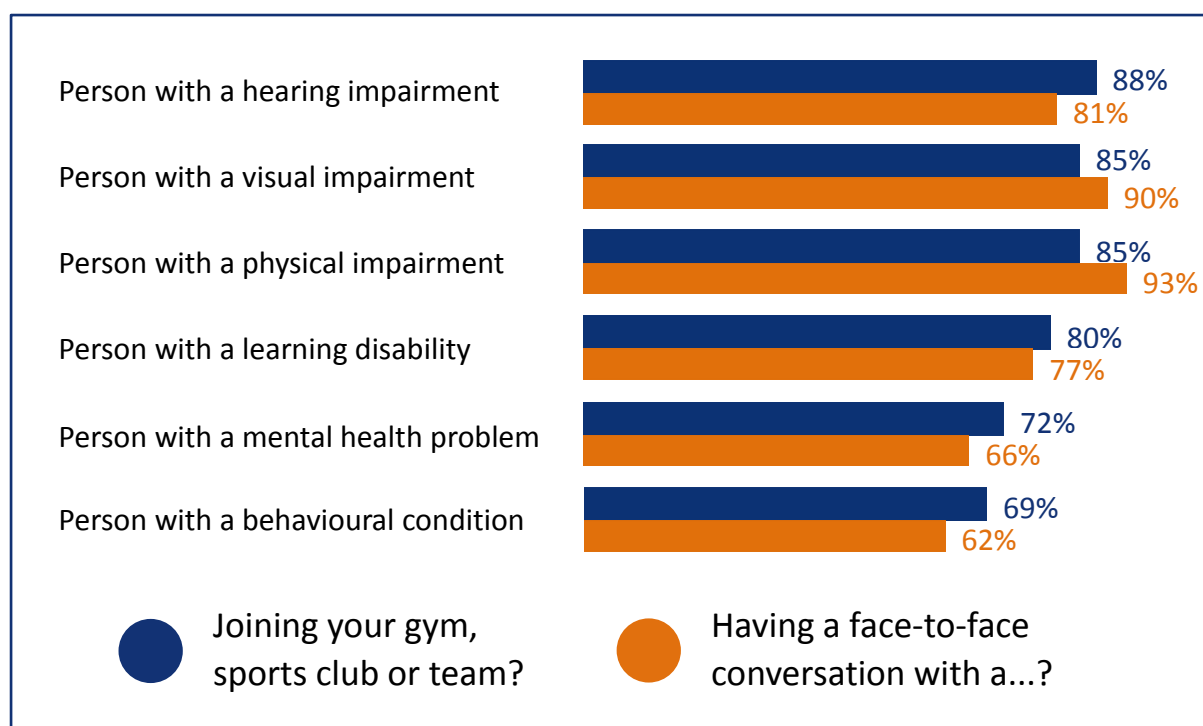 Person with a hearing impairment
88%
81%
Person with a visual impairment
85%
90%
Person with a physical impairment
85%
93%
Person with a learning disability
80%
77%
Person with a mental health problem
72%
66%
Person with a behavioural condition
69%
62%
Joining your gym,
sports club or team?
Having a face-to-face
conversation with a...?